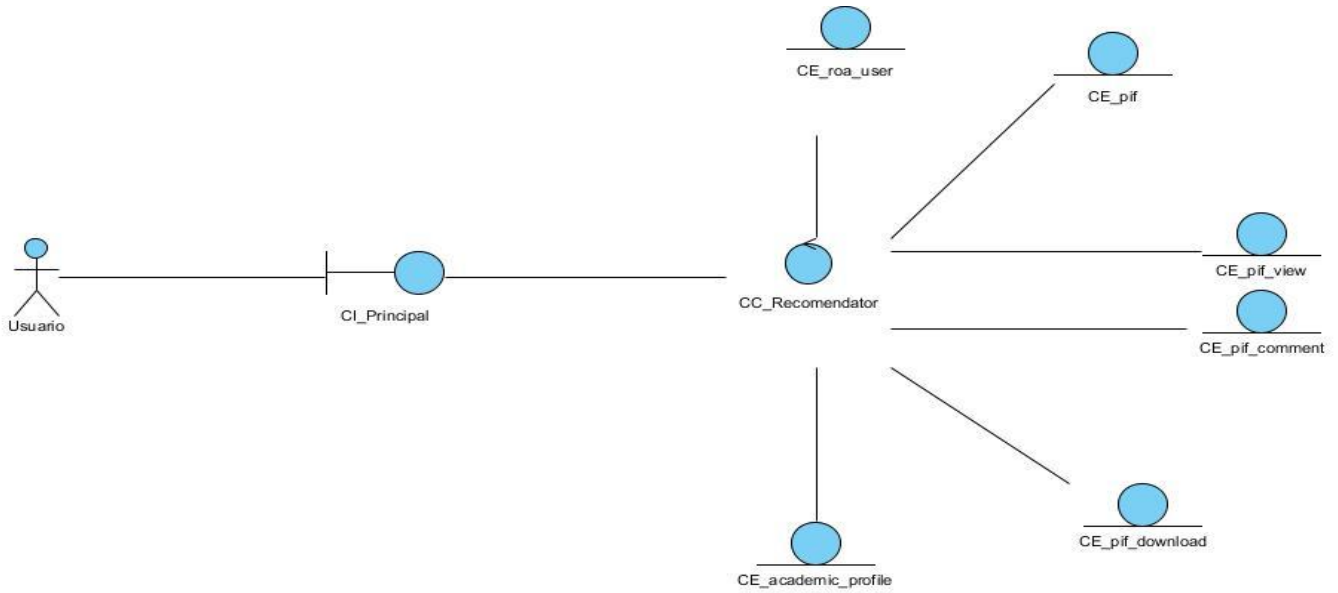 CE_roa_user
CE_pif
CE_pif_view
Usuario
CI_Principal
CC_Recomendator
CE_pif_comment
CE_pif_download
CE_academic_profile